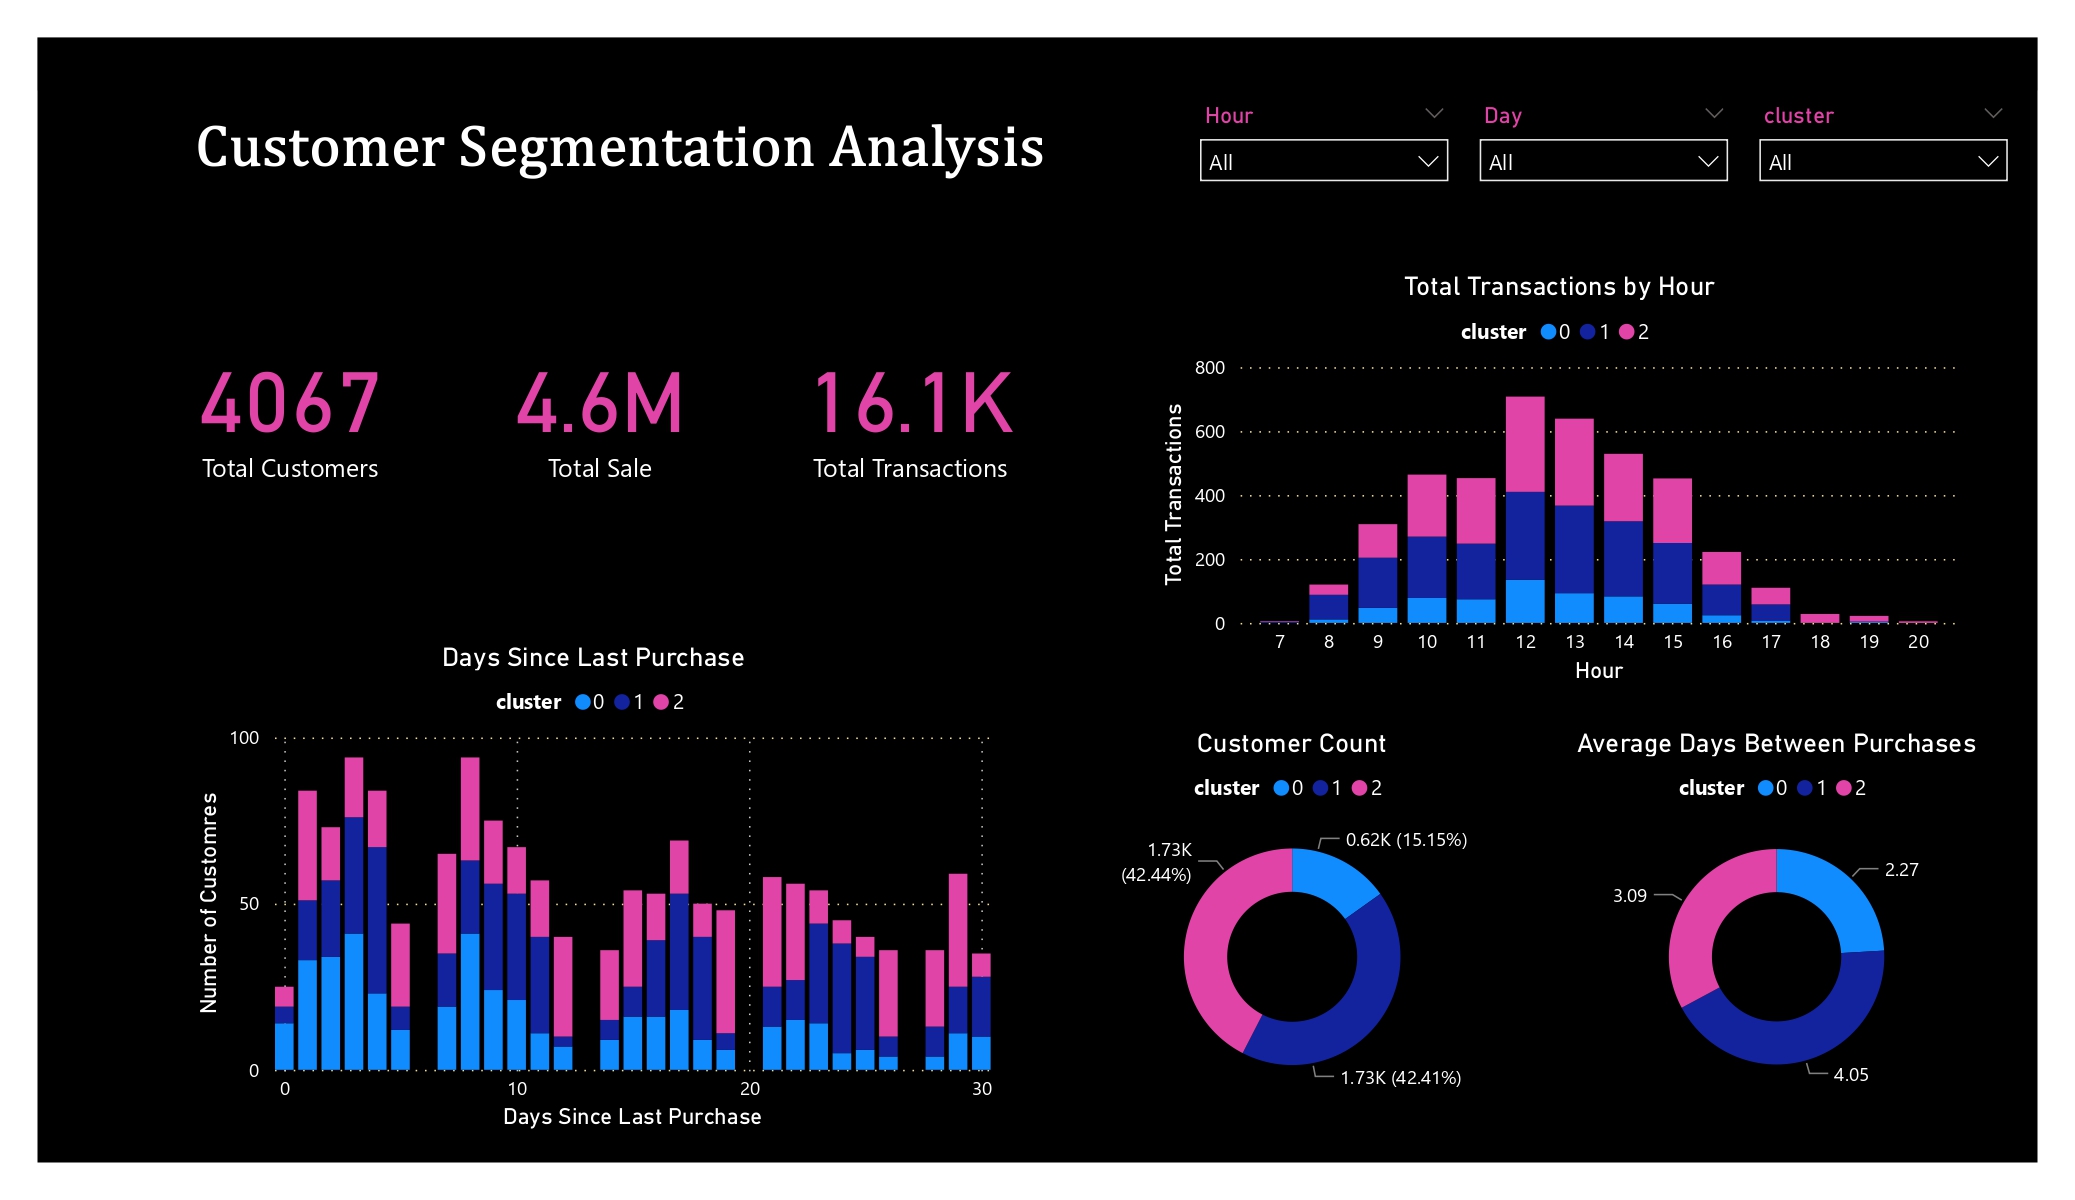 Customer Segmentation Analysis
Hour
Day
cluster
All
All
All
4067
Total Customers
4.6M
Total Sale
16.1K
Total Transactions
Total Transactions by Hour
cluster 0 1 2
Total Transactions
800
600
400
200
0
7 8 9 10 11 12 13 14 15 16 17 18 19 20
Hour
Days Since Last Purchase
cluster 0 1 2
Number of Customres
100
50
0
0 10 20 30
Days Since Last Purchase
Customer Count
cluster 0 1 2
0.62K (15.15%)
1.73K
(42.44%)
1.73K (42.41%)
Average Days Between Purchases
cluster 0 1 2
2.27
3.09
4.05